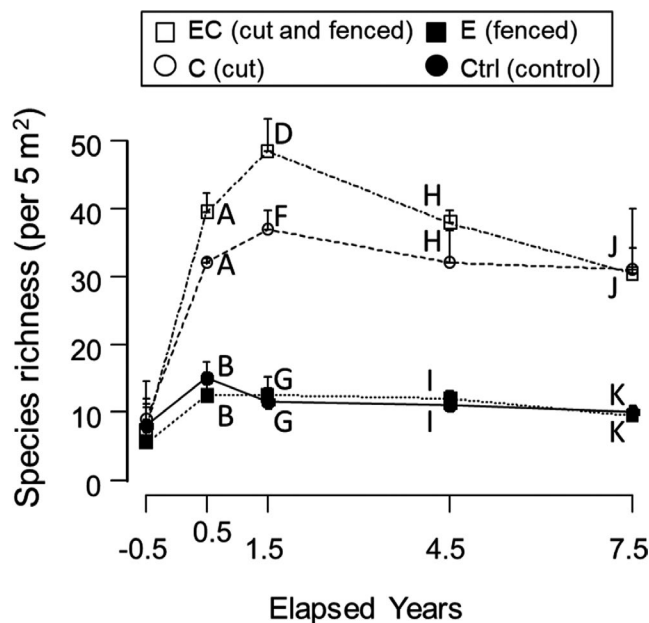 EC (cut and fenced) E (fenced)
C (cut) Ctrl (control)
Species richness (per 5 m²)
50
40
30
20
10
0
D
A
F
A
H
H
J
J
B
B
G
G
I
I
K
K
-0.5 0.5 1.5 4.5 7.5
Elapsed Years